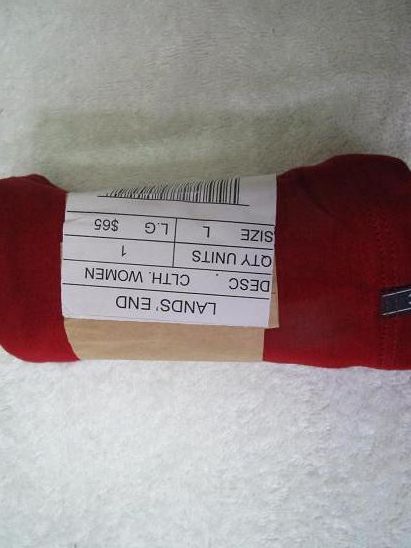 LANDS' END
DESC . CLTH. WOMEN
QTY UNITS 1
SIZE L L.G $65